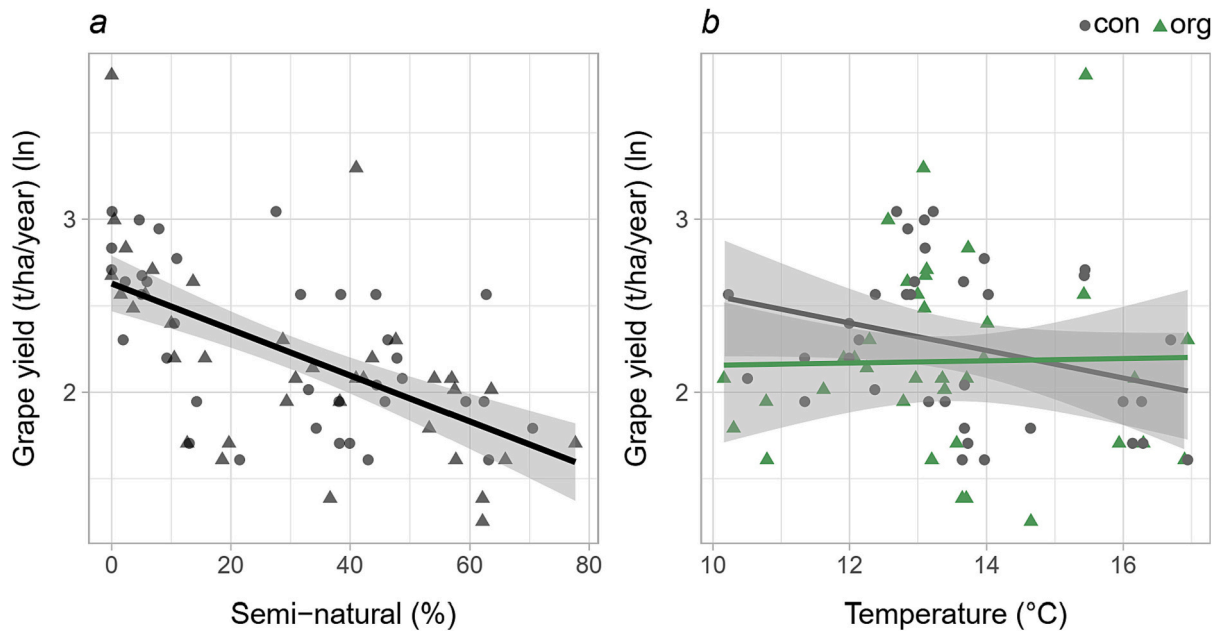 a
b
con
org
Grape yield (t/ha/year) (ln)
3
2
0
20
40
60
80
Semi−natural (%)
Grape yield (t/ha/year) (ln)
3
2
10
12
14
16
Temperature (°C)